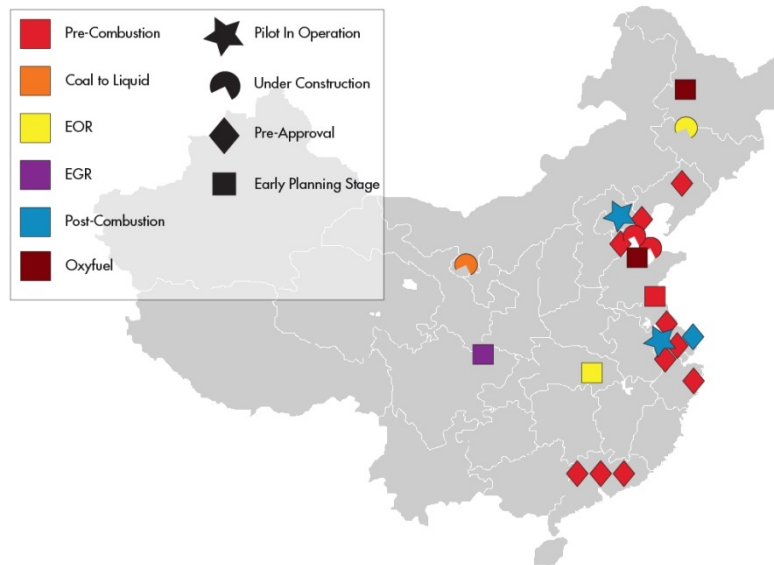 Pre-Combustion
Coal to Liquid
EOR
EGR
Post-Combustion
Oxyfuel
Pilot In Operation
Under Construction
Pre-Approval
Early Planning Stage